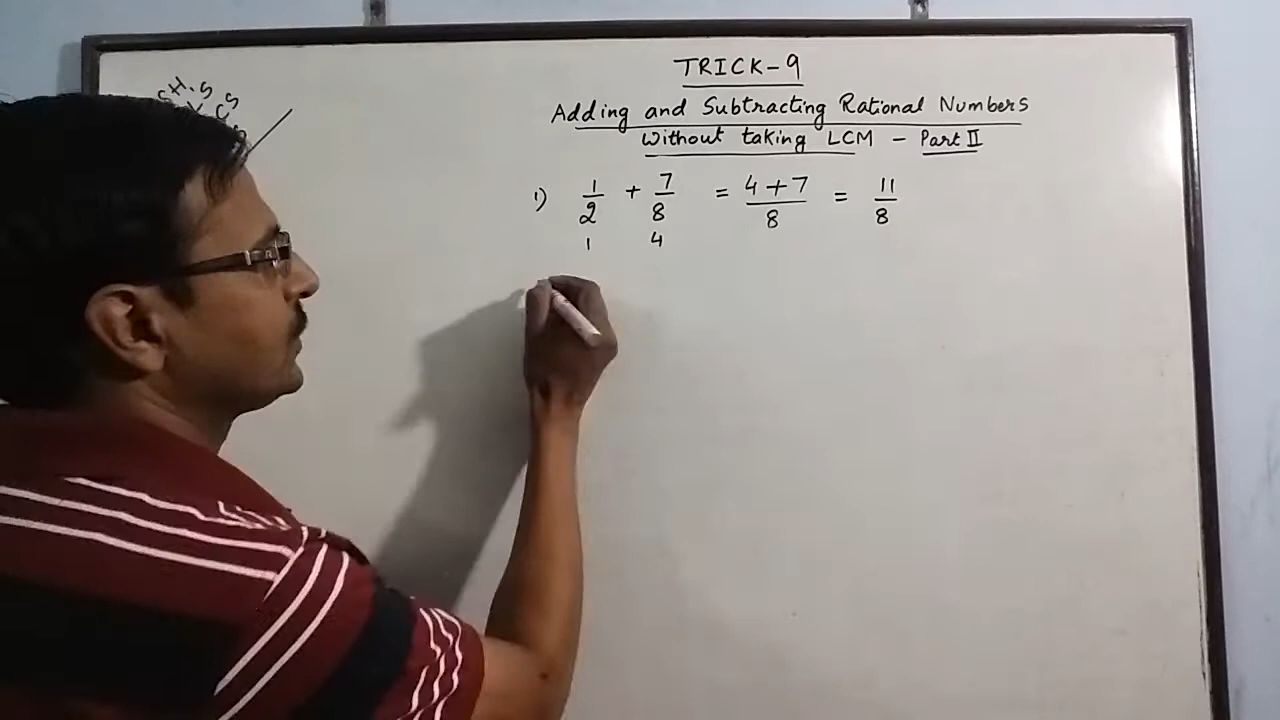 TRICK-9
Adding and Subtracting Rational Numbers
Without taking LCM - Part II
1) 1/2 + 7/8 = 4+7/8 = 11/8
1 4